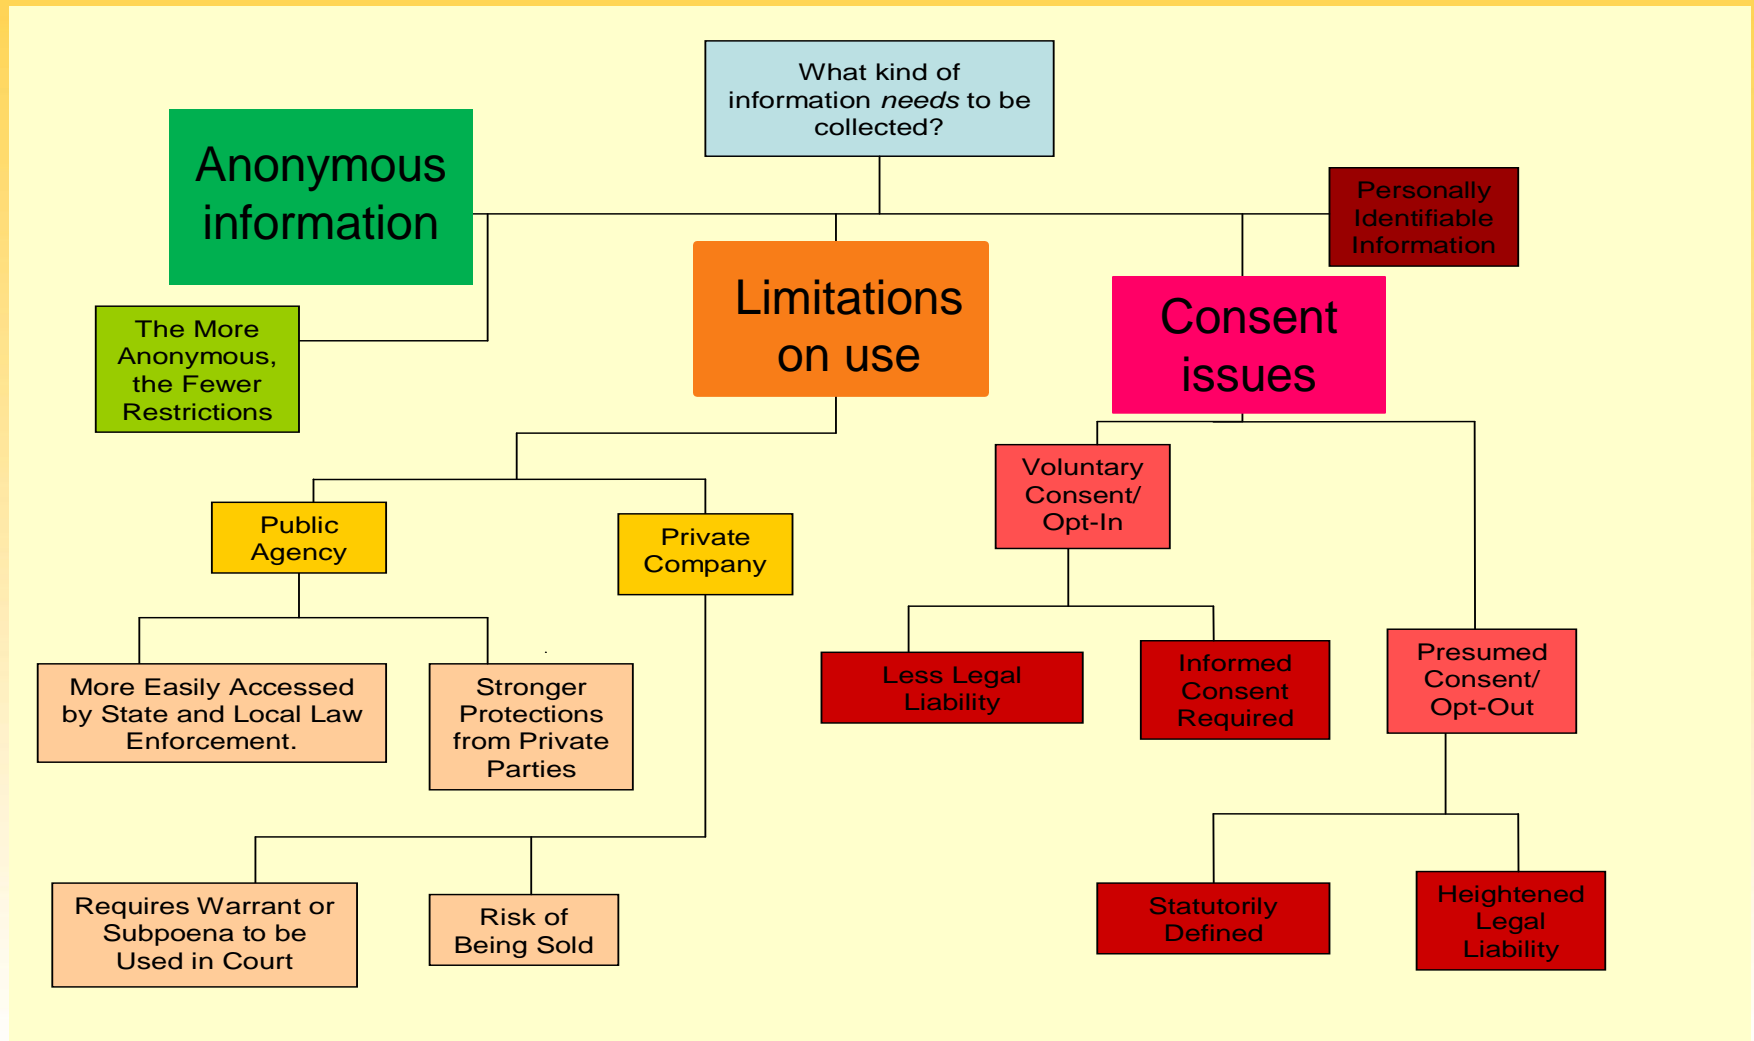 What kind of
information needs to be
collected?
Anonymous
information
Personally
Identifiable
Information
The More
Anonymous,
the Fewer
Restrictions
Limitations
on use
Consent
issues
Public
Agency
Private
Company
Voluntary
Consent/
Opt-In
Presumed
Consent/
Opt-Out
More Easily Accessed
by State and Local Law
Enforcement.
Stronger
Protections
from Private
Parties
Less Legal
Liability
Informed
Consent
Required
Requires Warrant or
Subpoena to be
Used in Court
Risk of
Being Sold
Statutorily
Defined
Heightened
Legal
Liability